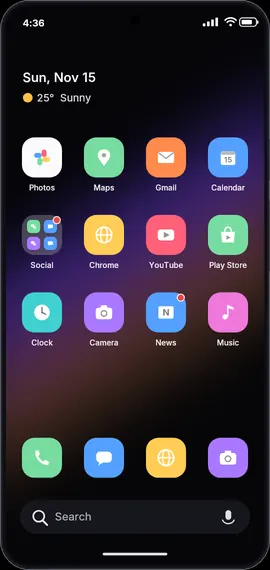 4:36
Sun, Nov 15
25° Sunny
Photos Maps Gmail Calendar
15
Social Chrome YouTube Play Store
N
Clock Camera News Music
Search